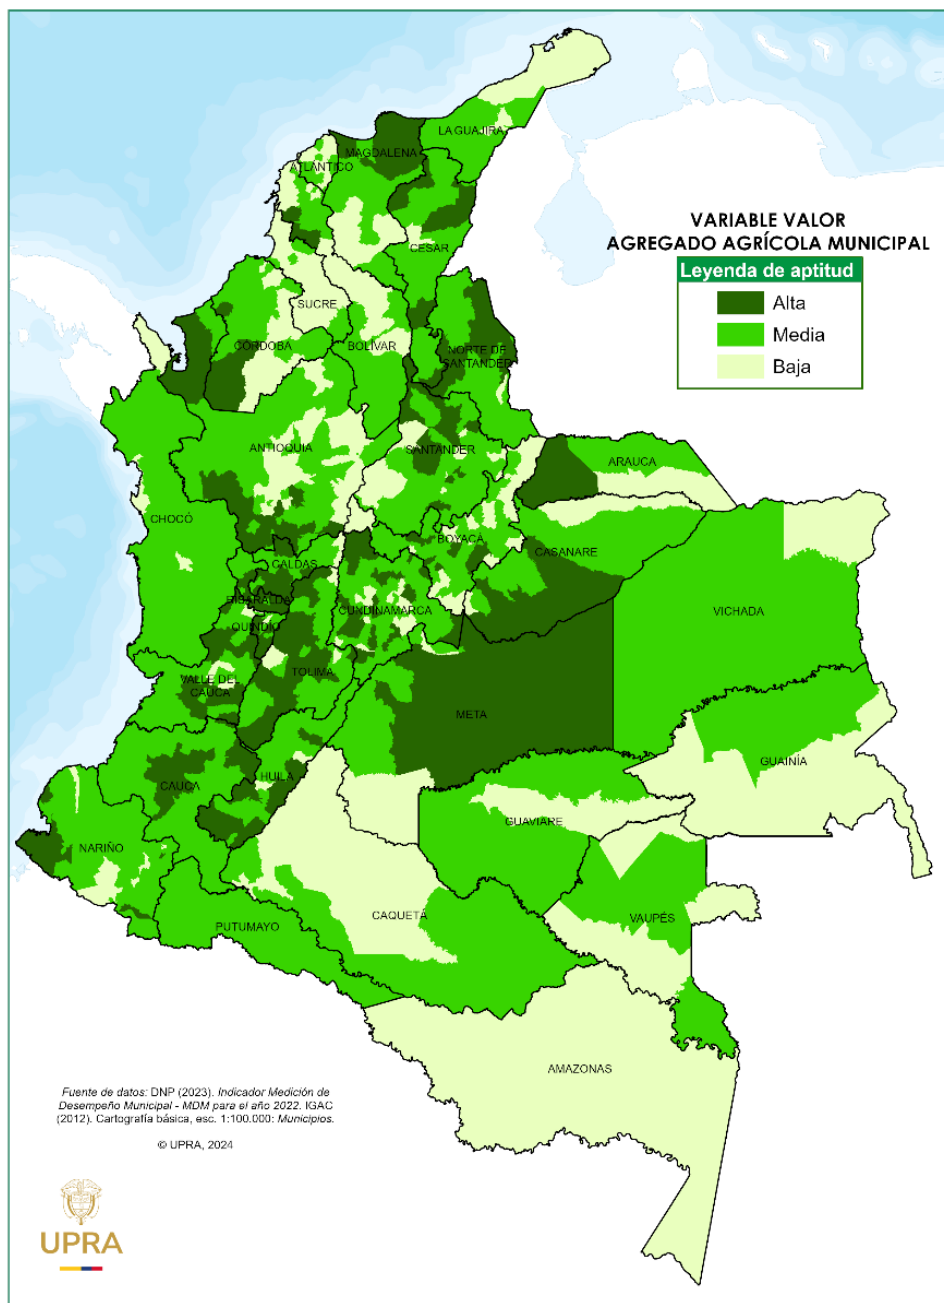 LA GUAJIRA
MAGDALENA
ATLÁNTICO
VARIABLE VALOR
AGREGADO AGRÍCOLA MUNICIPAL
Leyenda de aptitud
Alta
Media
Baja
CESAR
SUCRE
CÓRDOBA
BOLÍVAR
NORTE DE
SANTANDER
ANTIOQUIA
SANTANDER
ARAUCA
CHOCÓ
BOYACÁ
CASANARE
CALDAS
RISARALDA
CUNDINAMARCA
VICHADA
QUINDÍO
TOLIMA
VALLE DEL
CAUCA
META
GUAINÍA
HUILA
CAUCA
GUAVIARE
NARIÑO
CAQUETÁ
VAUPÉS
PUTUMAYO
AMAZONAS
Fuente de datos: DNP (2023). Indicador Medición de
Desempeño Municipal - MDM para el año 2022. IGAC
(2012). Cartografía básica, esc. 1:100.000: Municipios.
© UPRA, 2024
UPRA